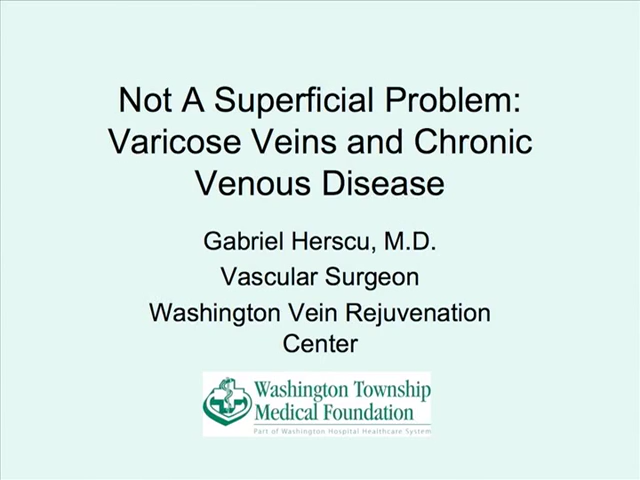 Not A Superficial Problem:
Varicose Veins and Chronic
Venous Disease
Gabriel Herscu, M.D.
Vascular Surgeon
Washington Vein Rejuvenation
Center
Washington Township
Medical Foundation
Part of Washington Hospital Healthcare System